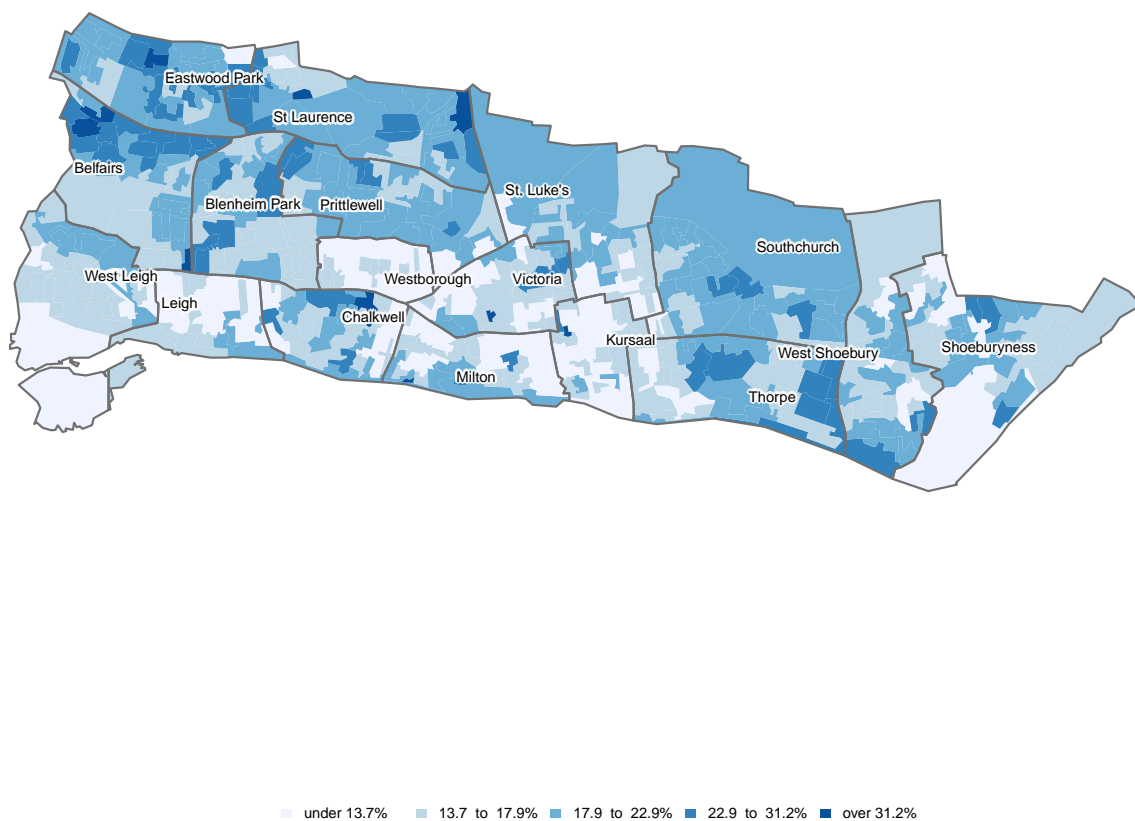 Eastwood Park
St Laurence
Belfairs
St. Luke's
Blenheim Park
Prittlewell
Southchurch
West Leigh
Westborough
Victoria
Leigh
Chalkwell
Kursaal
West Shoebury
Shoeburyness
Milton
Thorpe
under 13.7%
13.7 to 17.9%
17.9 to 22.9%
22.9 to 31.2%
over 31.2%